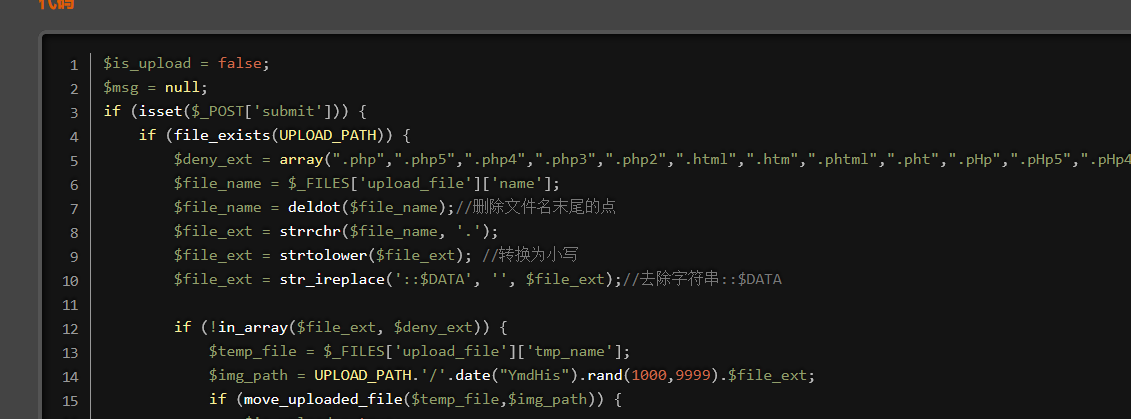 代码
1 $is_upload = false;
2 $msg = null;
3 if (isset($_POST['submit'])) {
4 if (file_exists(UPLOAD_PATH)) {
5 $deny_ext = array(".php",".php5",".php4",".php3",".php2",".html",".htm",".phtml",".pht",".pHp",".pHp5",".pHp4
6 $file_name = $_FILES['upload_file']['name'];
7 $file_name = deldot($file_name);//删除文件名末尾的点
8 $file_ext = strrchr($file_name, '.');
9 $file_ext = strtolower($file_ext); //转换为小写
10 $file_ext = str_ireplace('::$DATA', '', $file_ext);//去除字符串::$DATA
11
12 if (!in_array($file_ext, $deny_ext)) {
13 $temp_file = $_FILES['upload_file']['tmp_name'];
14 $img_path = UPLOAD_PATH.'/'.date("YmdHis").rand(1000,9999).$file_ext;
15 if (move_uploaded_file($temp_file,$img_path)) {